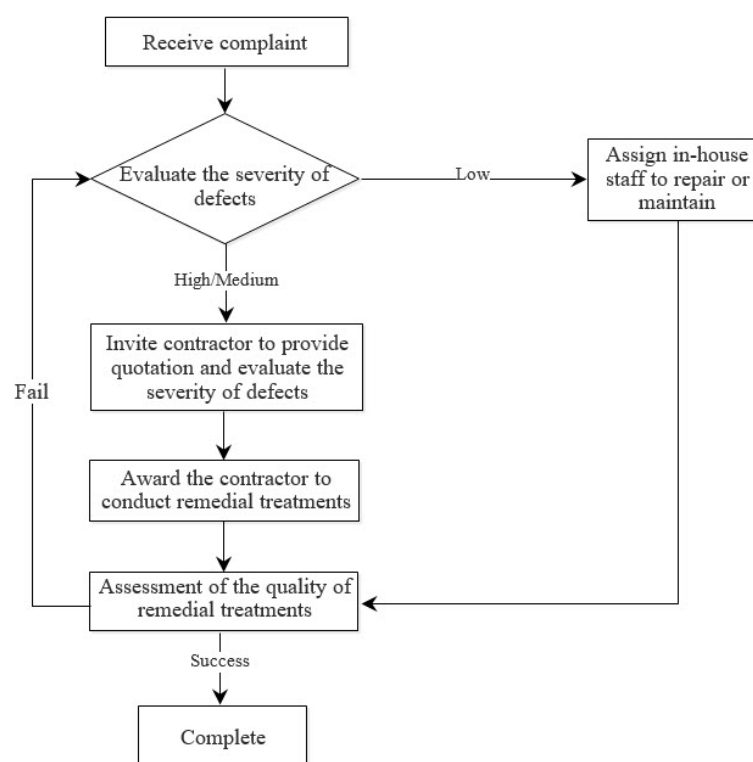 Receive complaint
Evaluate the severity of
defects
Low
Assign in-house
staff to repair or
maintain
High/Medium
Invite contractor to provide
quotation and evaluate the
severity of defects
Fail
Award the contractor to
conduct remedial treatments
Assessment of the quality of
remedial treatments
Success
Complete